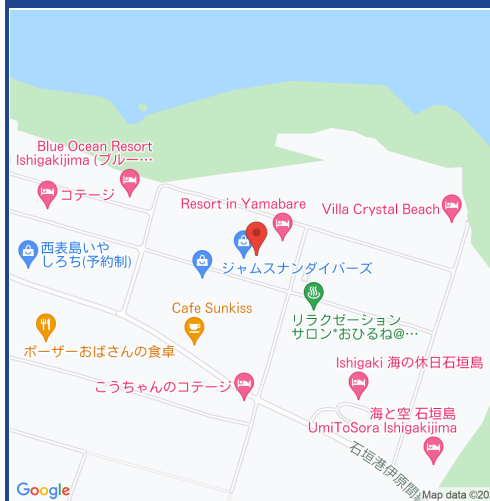 Blue Ocean Resort
Ishigakijima (ブルー…
コテージ
Resort in Yamabare
Villa Crystal Beach
西表島いや
しろち(予約制)
ジャムスナンダイバーズ
リラクゼーション
サロン*おひるね@…
Cafe Sunkiss
ポーザーおばさんの食卓
Ishigaki 海の休日石垣島
こうちゃんのコテージ
海と空 石垣島
UmiToSora Ishigakijima
石垣港伊原間
Google
Map data ©20